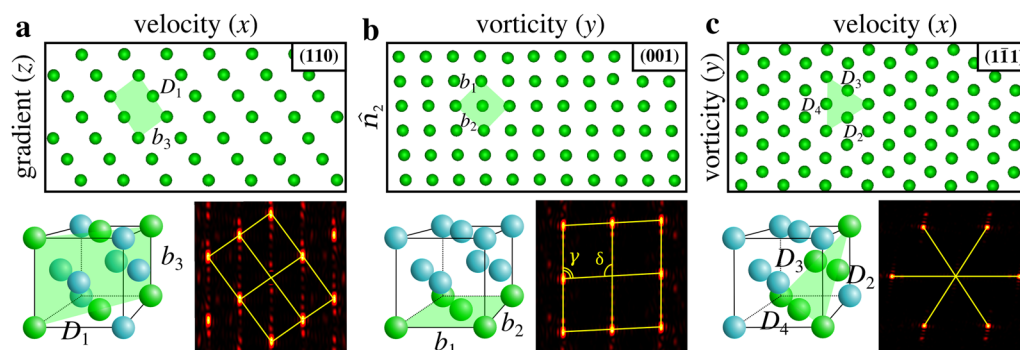 a
velocity (x)
gradient (z)
(110)
D₁
b₃
b₃
D₁
b
vorticity (y)
n̂₂
(001)
b₁
b₂
b₂
b₁
γ
δ
c
velocity (x)
vorticity (y)
(11̄1)
D₃
D₄
D₂
D₃
D₂
D₄